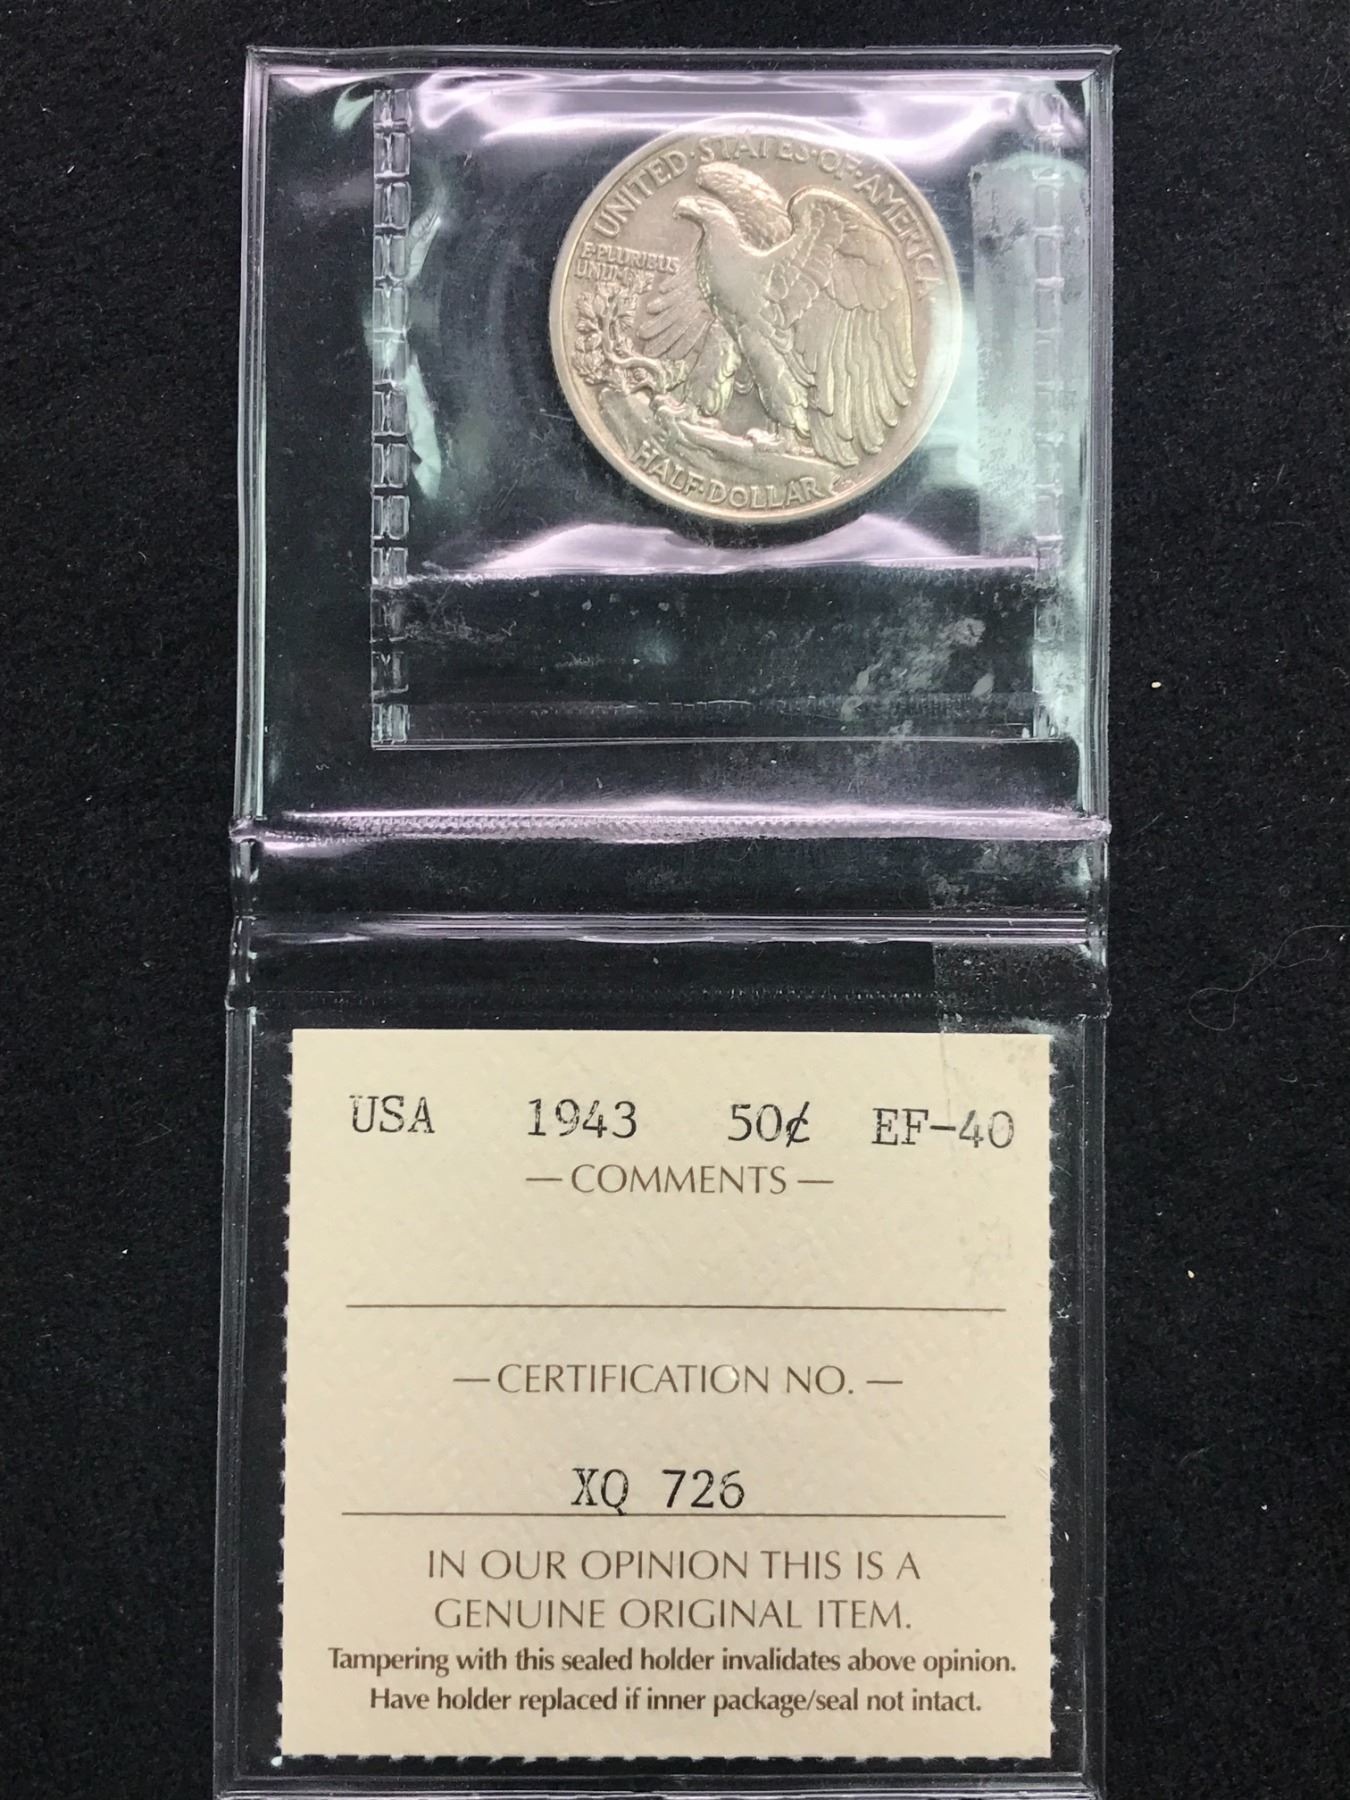 UNITED·STATES·OF·AMERICA
E·PLURIBUS
UNUM
HALF·DOLLAR
USA 1943 50¢ EF-40
— COMMENTS —
— CERTIFICATION NO. —
XQ 726
IN OUR OPINION THIS IS A
GENUINE ORIGINAL ITEM.
Tampering with this sealed holder invalidates above opinion.
Have holder replaced if inner package/seal not intact.